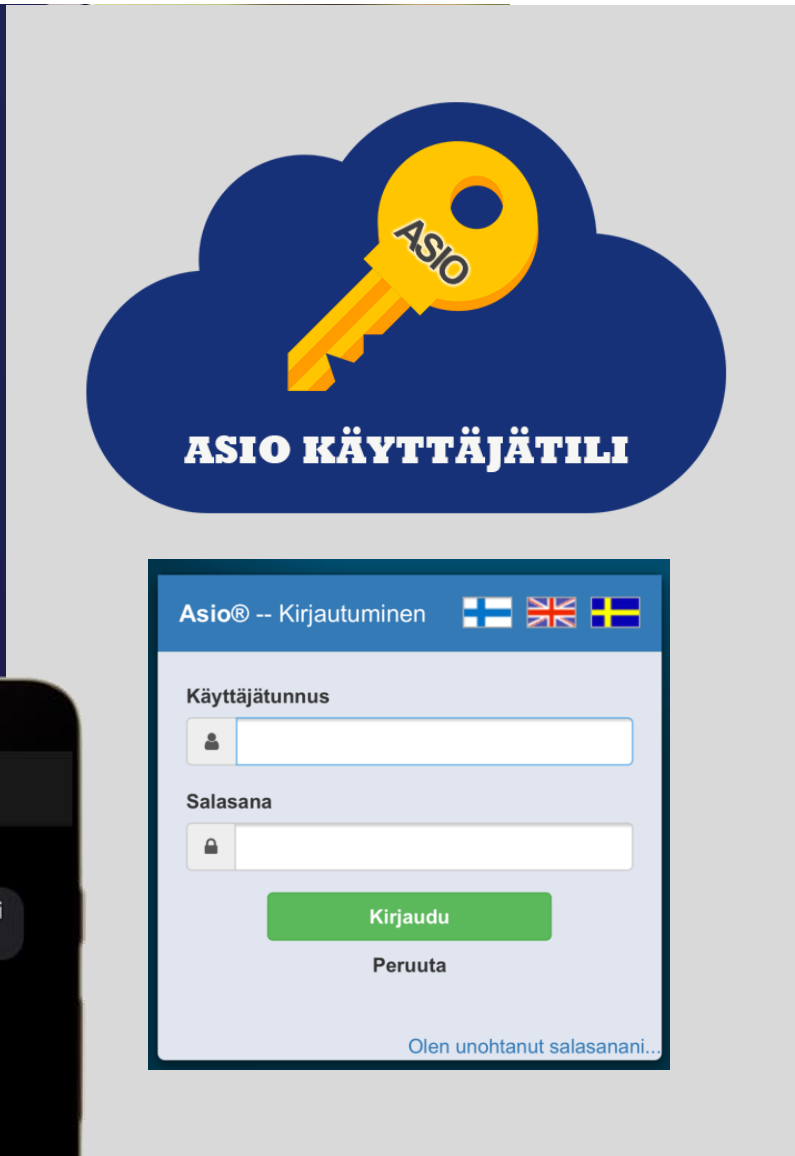 ASIO
ASIO KÄYTTÄJÄTILI
Asio® -- Kirjautuminen
Käyttäjätunnus
Salasana
Kirjaudu
Peruuta
Olen unohtanut salasanani...